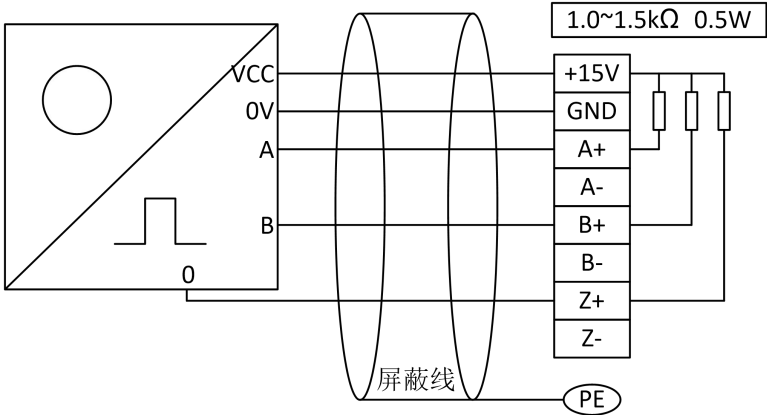 1.0~1.5kΩ 0.5W
VCC
0V
A
B
0
+15V
GND
A+
A-
B+
B-
Z+
Z-
屏蔽线
PE